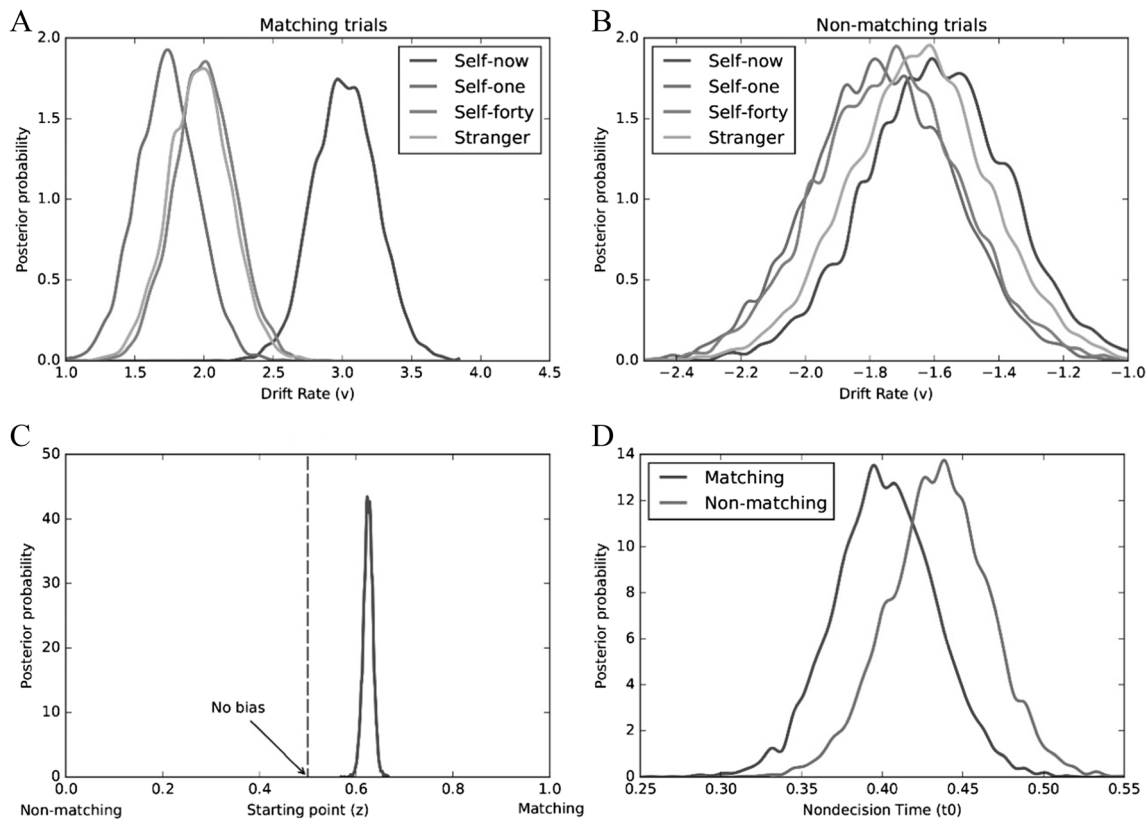 A
Matching trials
Posterior probability
2.0
1.5
1.0
0.5
0.0
Self-now
Self-one
Self-forty
Stranger
1.0 1.5 2.0 2.5 3.0 3.5 4.0 4.5
Drift Rate (v)
B
Non-matching trials
Posterior probability
2.0
1.5
1.0
0.5
0.0
Self-now
Self-one
Self-forty
Stranger
−2.4 −2.2 −2.0 −1.8 −1.6 −1.4 −1.2 −1.0
Drift Rate (v)
C
Posterior probability
50
40
30
20
10
0
No bias
0.0 0.2 0.4 0.6 0.8 1.0
Non-matching Starting point (z) Matching
D
Posterior probability
14
12
10
8
6
4
2
0
Matching
Non-matching
0.25 0.30 0.35 0.40 0.45 0.50 0.55
Nondecision Time (t0)